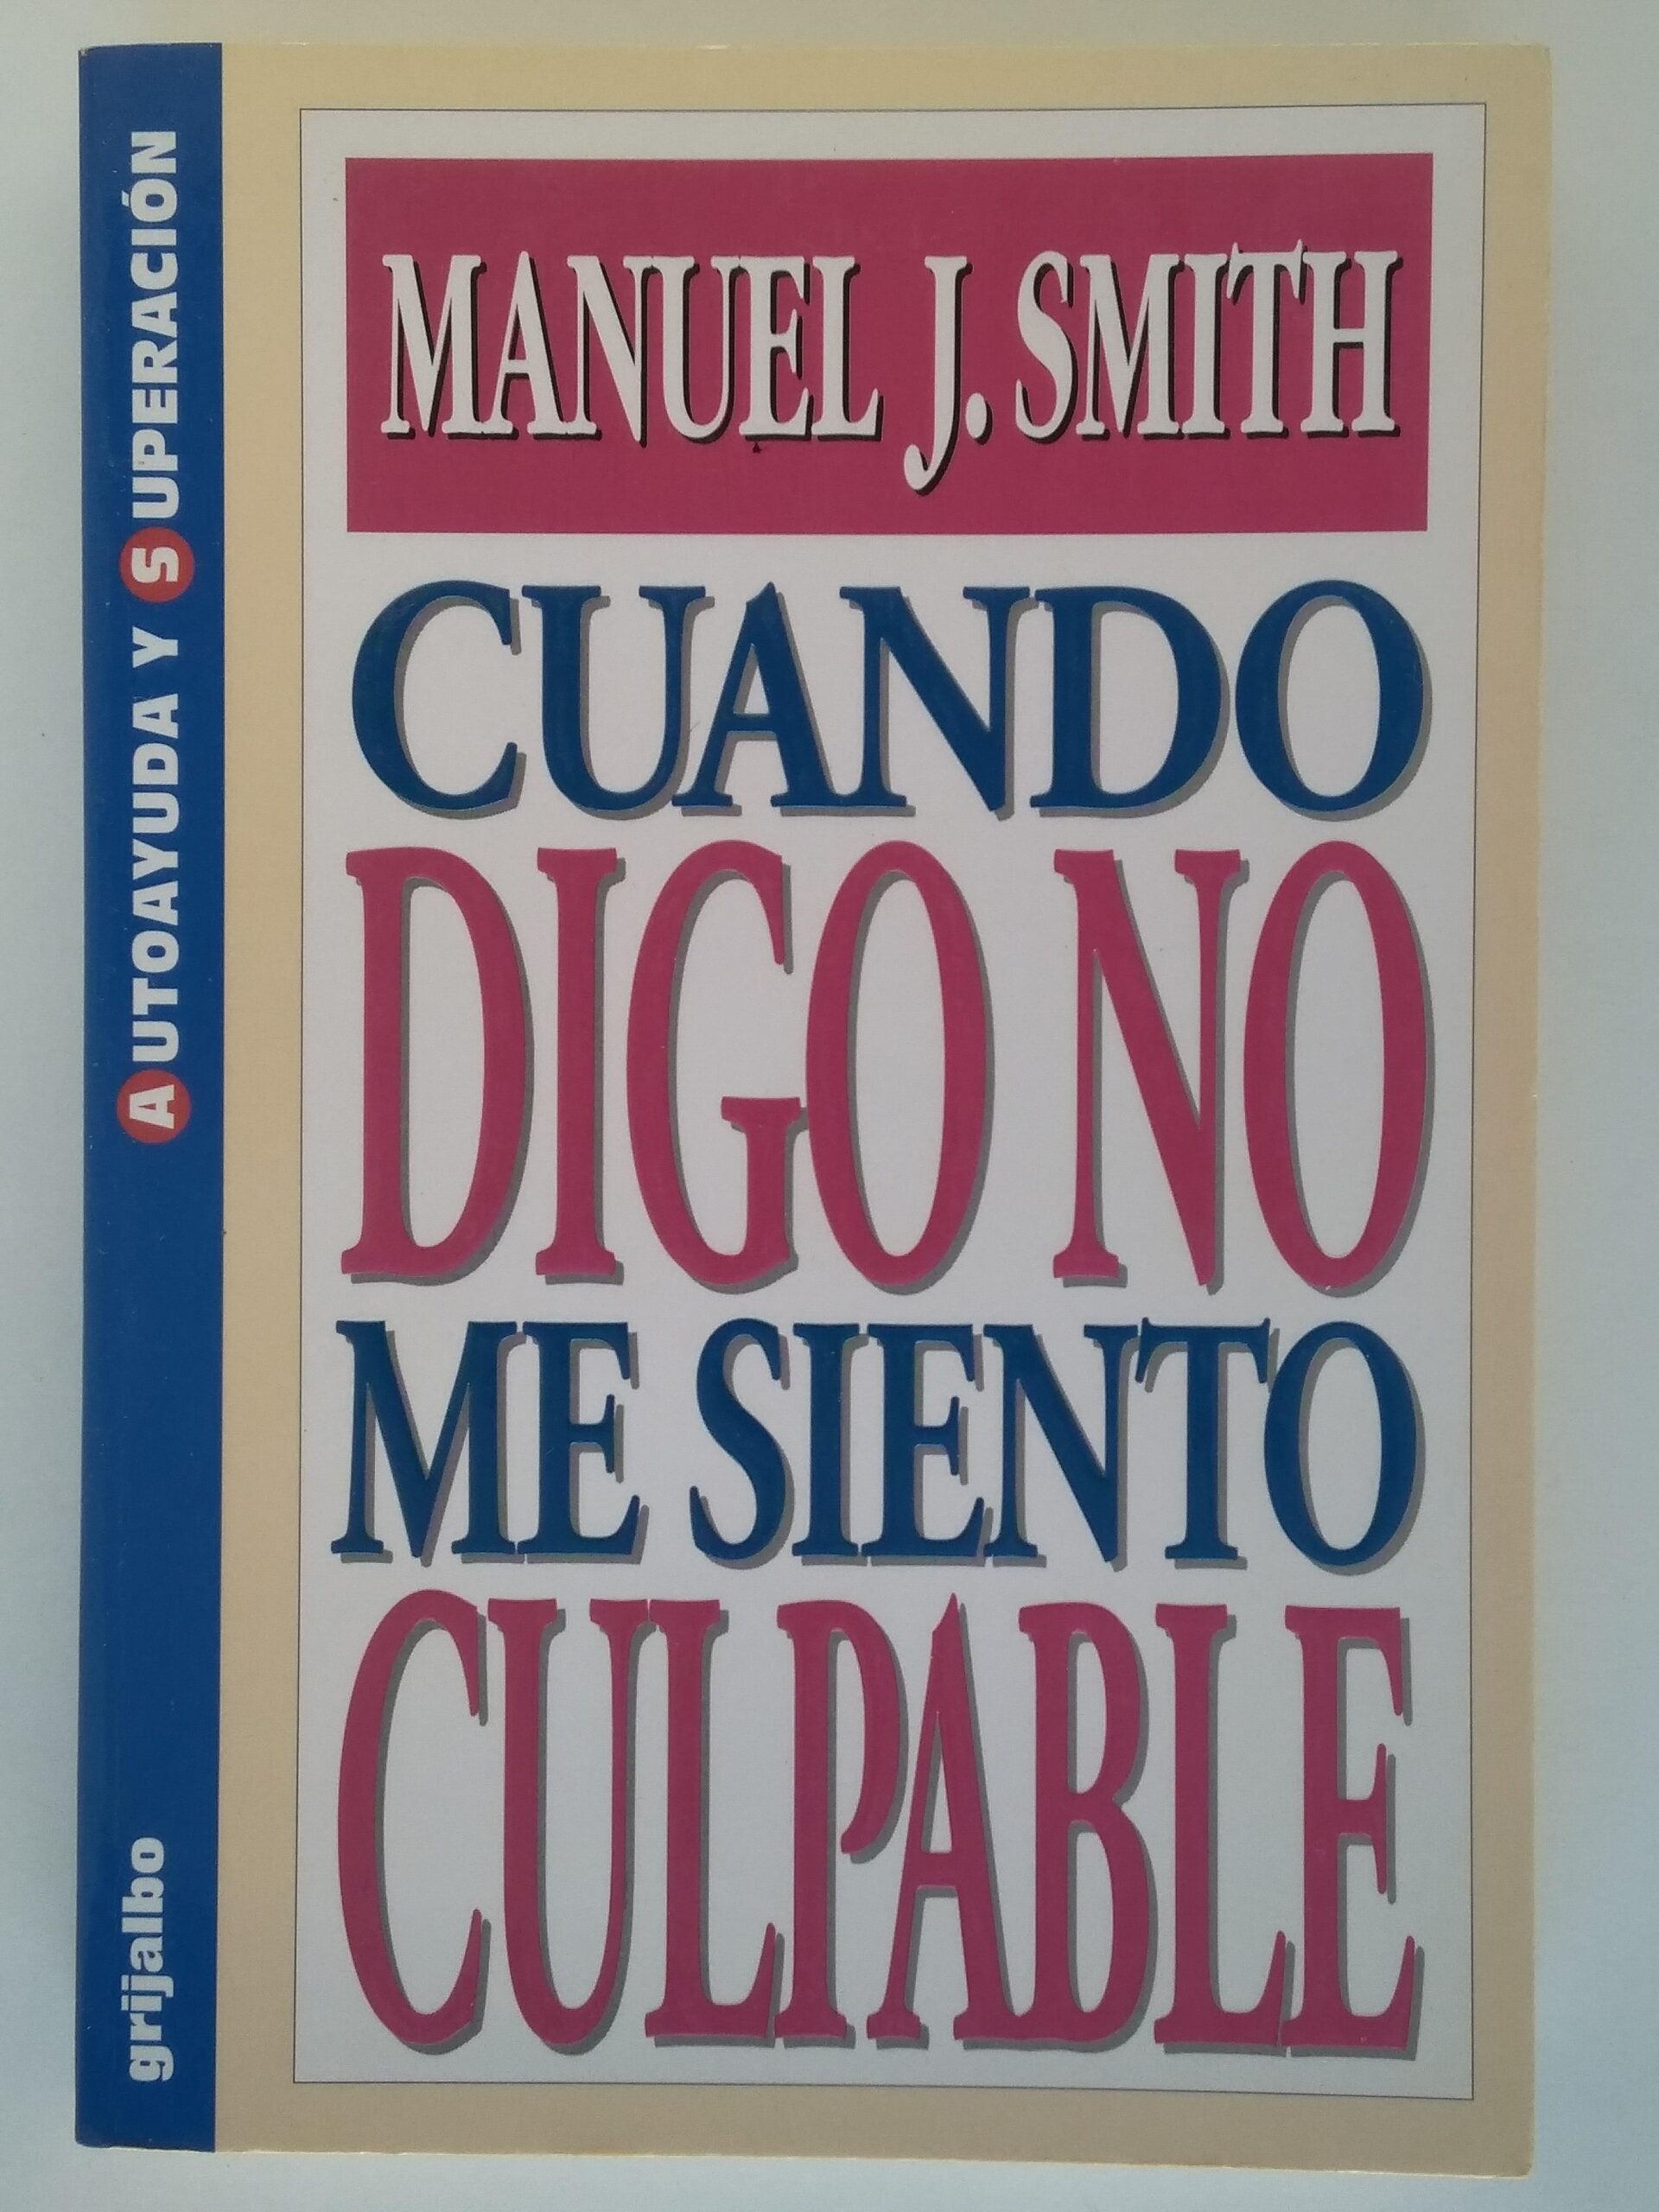 AUTOAYUDA Y SUPERACIÓN
grijalbo
MANUEL J. SMITH
CUANDO
DIGO NO
ME SIENTO
CULPABLE